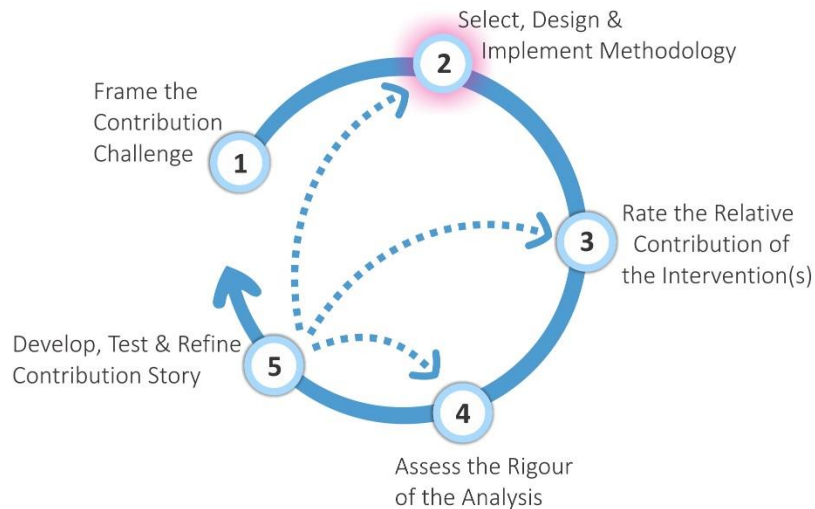 1
Frame the
Contribution
Challenge
2
Select, Design &
Implement Methodology
3
Rate the Relative
Contribution of
the Intervention(s)
4
Assess the Rigour
of the Analysis
5
Develop, Test & Refine
Contribution Story